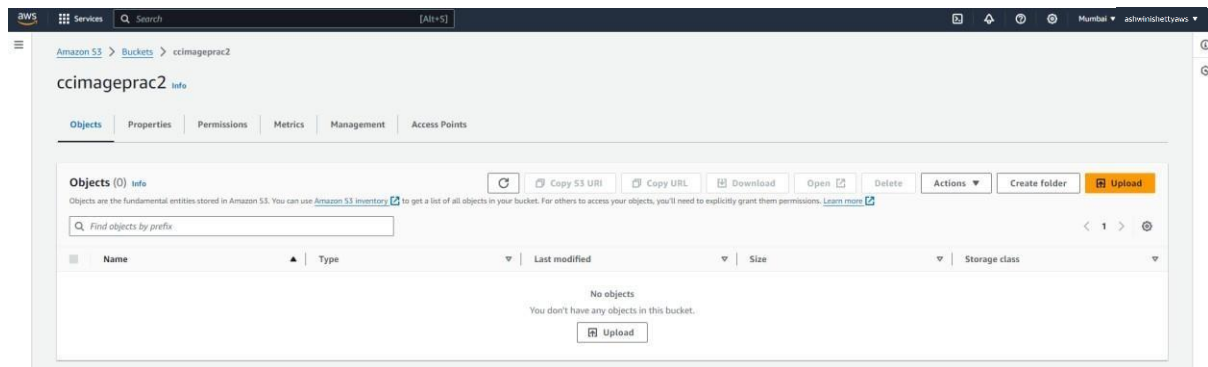 aws Services Search [Alt+S] Mumbai ashwinishettyaws
Amazon S3 > Buckets > ccimageprac2
ccimageprac2 Info
Objects Properties Permissions Metrics Management Access Points
Objects (0) Info Copy S3 URI Copy URL Download Open Delete Actions Create folder Upload
Objects are the fundamental entities stored in Amazon S3. You can use Amazon S3 inventory to get a list of all objects in your bucket. For others to access your objects, you'll need to explicitly grant them permissions. Learn more
Find objects by prefix < 1 >
Name Type Last modified Size Storage class
No objects
You don't have any objects in this bucket.
Upload